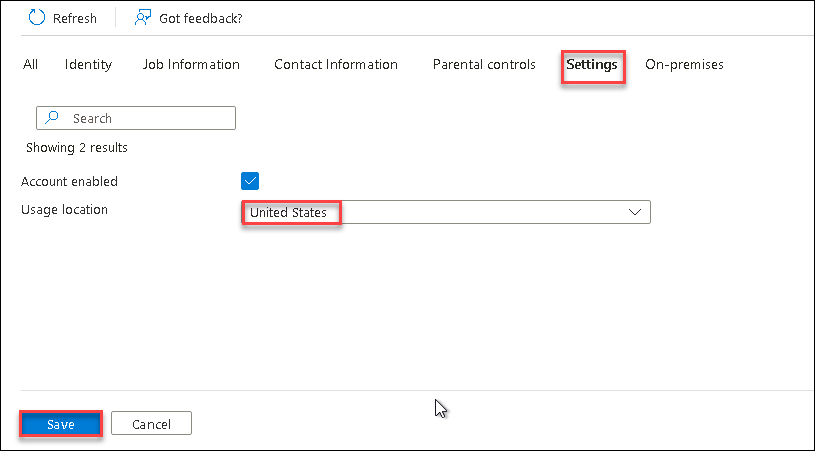 Refresh Got feedback?
All Identity Job Information Contact Information Parental controls Settings On-premises
Search
Showing 2 results
Account enabled
Usage location United States
Save Cancel